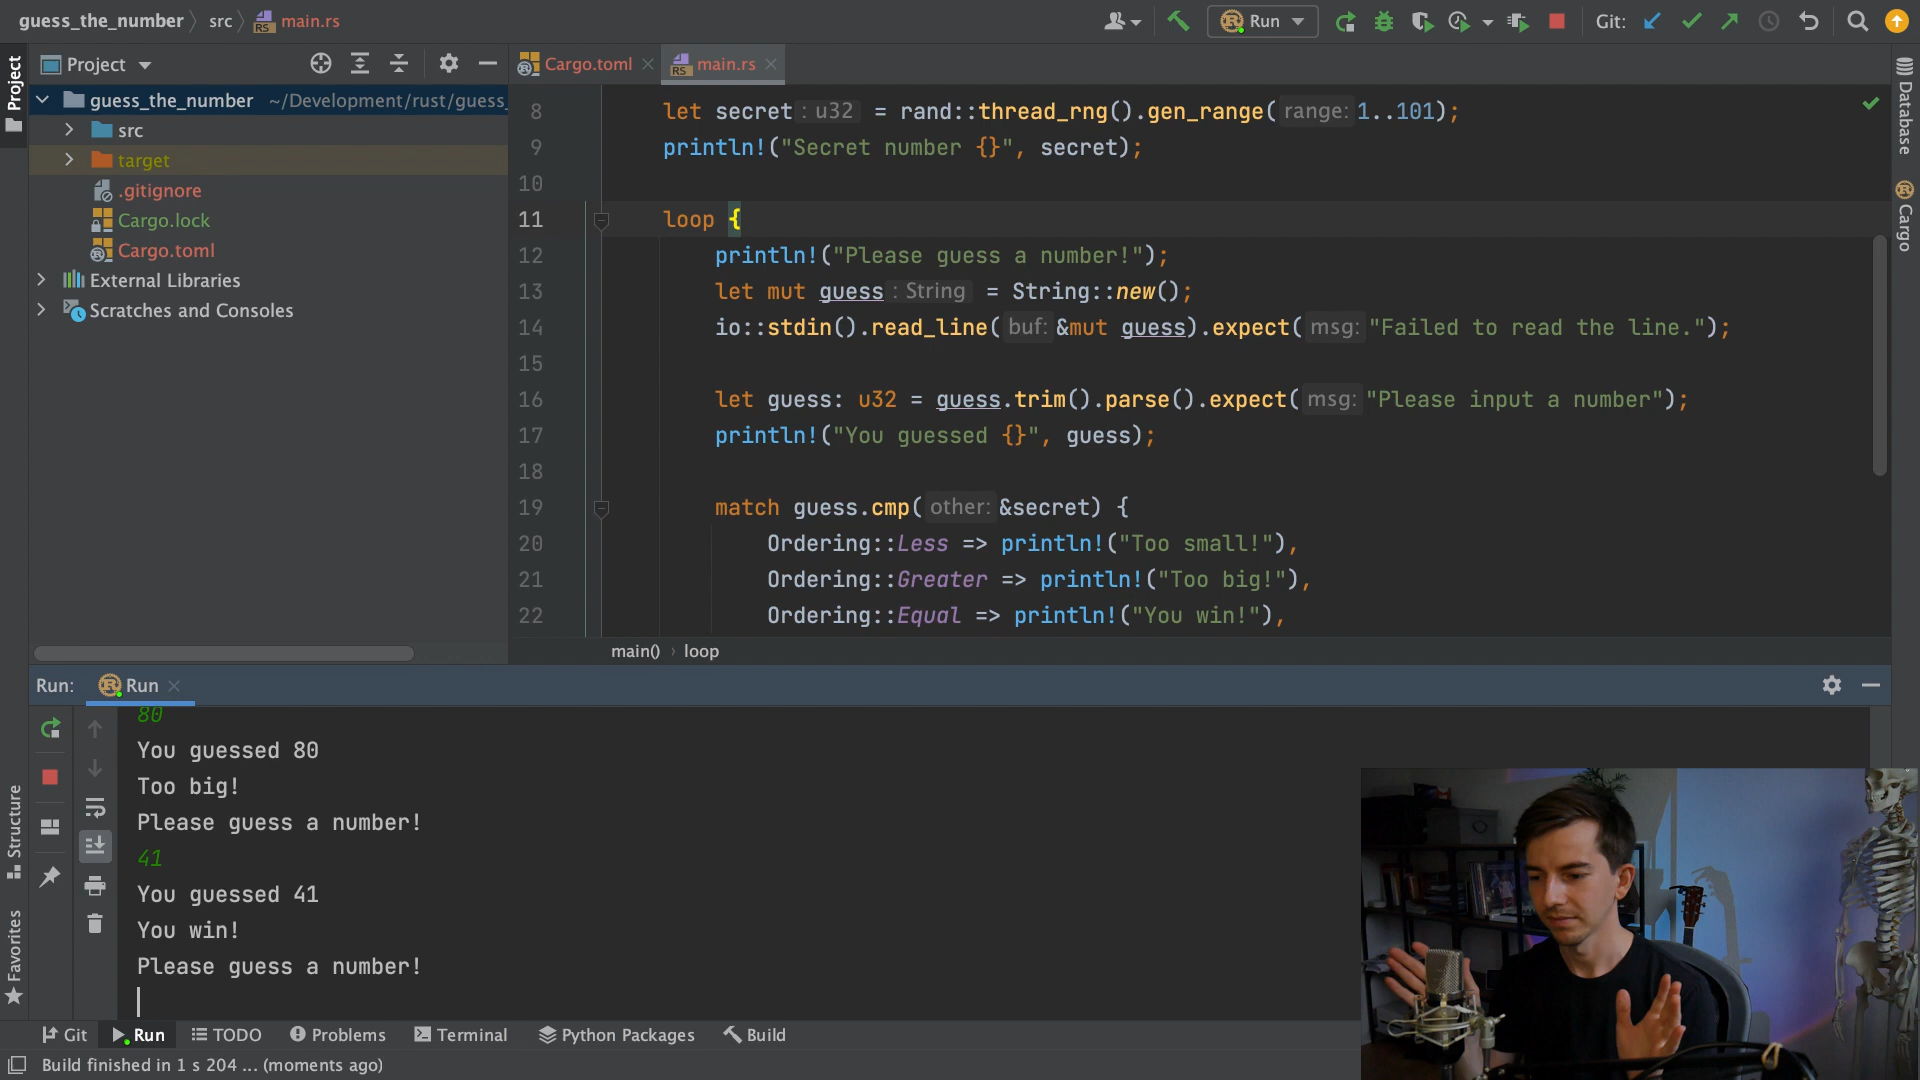 guess_the_number src main.rs
Run
Git:
Project
Project
guess_the_number ~/Development/rust/guess_
src
target
.gitignore
Cargo.lock
Cargo.toml
External Libraries
Scratches and Consoles
Cargo.toml
main.rs
8 let secret : u32 = rand::thread_rng().gen_range( range: 1..101);
9 println!("Secret number {}", secret);
10
11 loop {
12 println!("Please guess a number!");
13 let mut guess : String = String::new();
14 io::stdin().read_line( buf: &mut guess).expect( msg: "Failed to read the line.");
15
16 let guess: u32 = guess.trim().parse().expect( msg: "Please input a number");
17 println!("You guessed {}", guess);
18
19 match guess.cmp( other: &secret) {
20 Ordering::Less => println!("Too small!"),
21 Ordering::Greater => println!("Too big!"),
22 Ordering::Equal => println!("You win!"),
main() › loop
Database
Cargo
Run: Run
80
You guessed 80
Too big!
Please guess a number!
41
You guessed 41
You win!
Please guess a number!
Structure
Favorites
Git Run TODO Problems Terminal Python Packages Build
Build finished in 1 s 204 ... (moments ago)